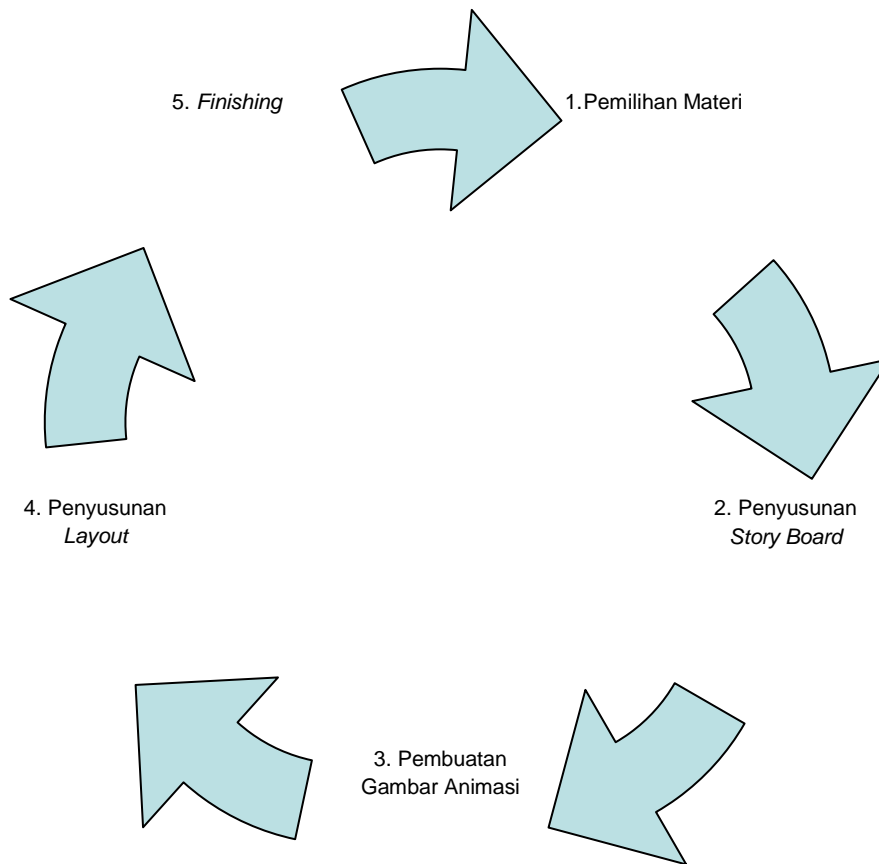 5. Finishing
1.Pemilihan Materi
4. Penyusunan
Layout
2. Penyusunan
Story Board
3. Pembuatan
Gambar Animasi